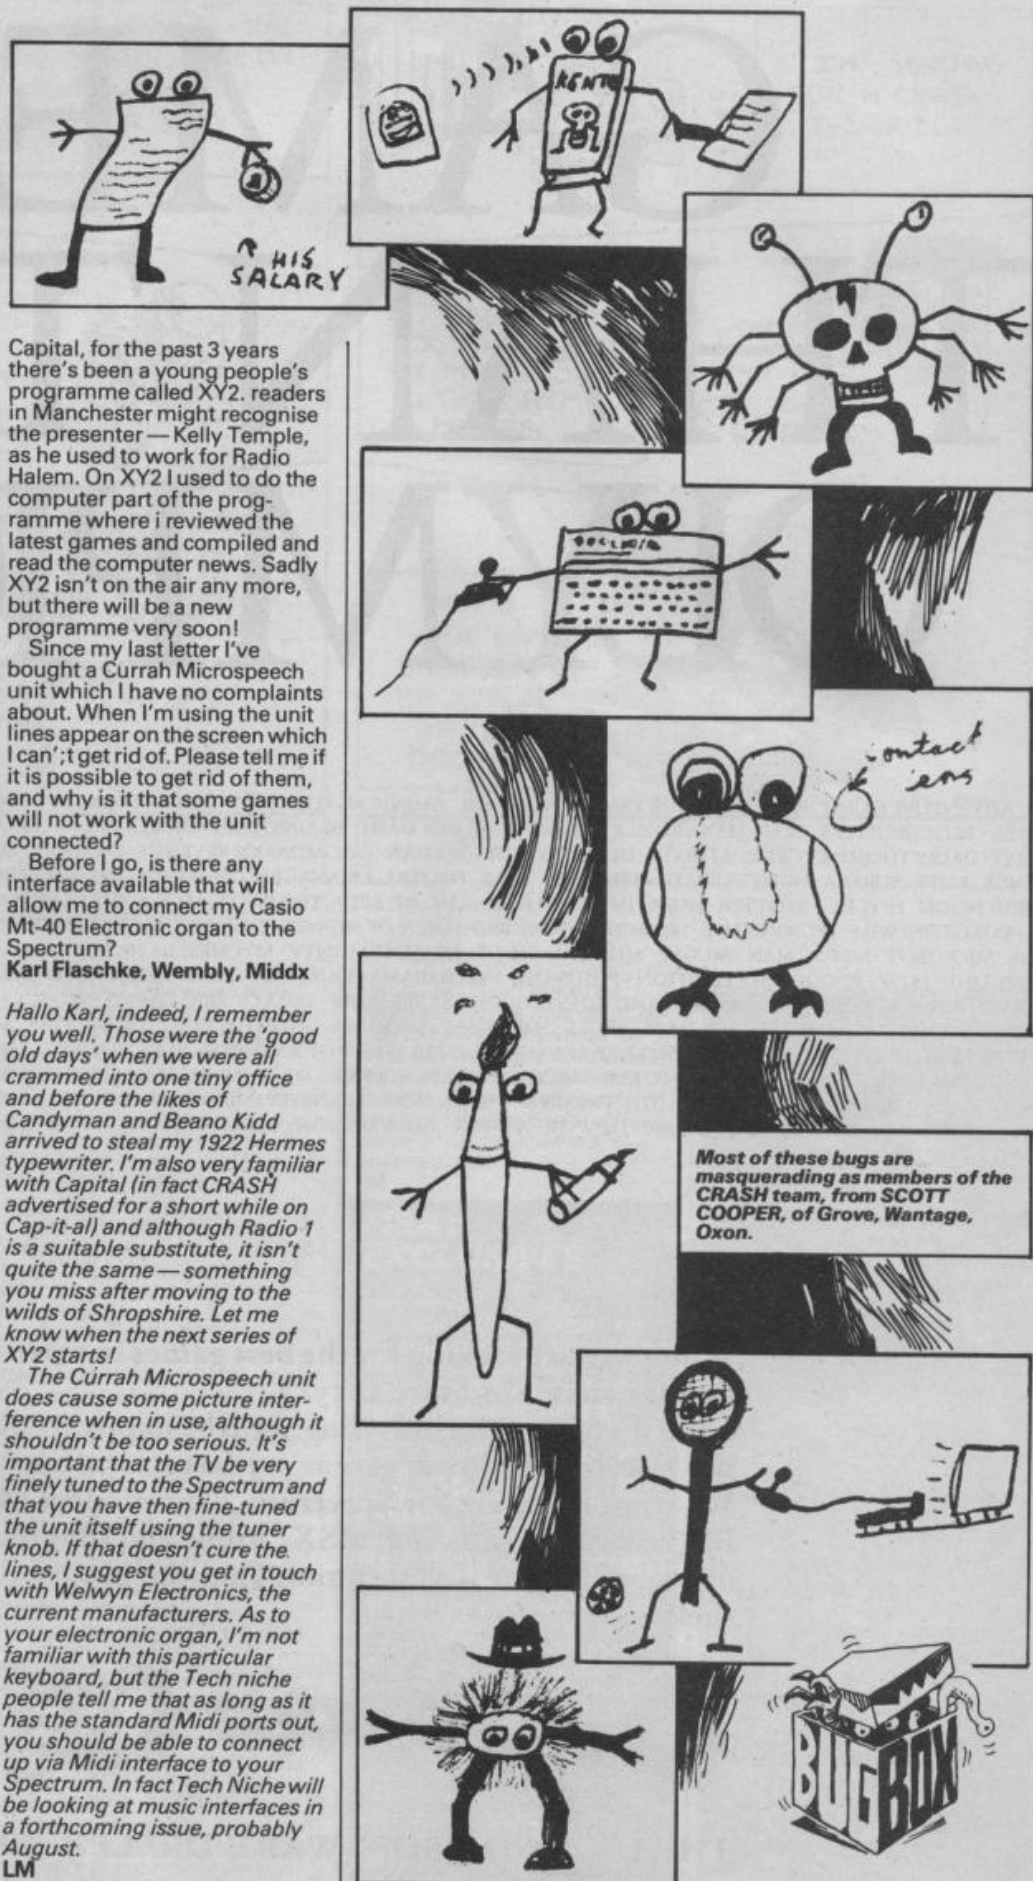 ↑ HIS
SALARY
Capital, for the past 3 years
there's been a young people's
programme called XY2. readers
in Manchester might recognise
the presenter — Kelly Temple,
as he used to work for Radio
Halem. On XY2 I used to do the
computer part of the prog-
ramme where i reviewed the
latest games and compiled and
read the computer news. Sadly
XY2 isn't on the air any more,
but there will be a new
programme very soon!
Since my last letter I've
bought a Currah Microspeech
unit which I have no complaints
about. When I'm using the unit
lines appear on the screen which
I can';t get rid of. Please tell me if
it is possible to get rid of them,
and why is it that some games
will not work with the unit
connected?
Before I go, is there any
interface available that will
allow me to connect my Casio
Mt-40 Electronic organ to the
Spectrum?
Karl Flaschke, Wembly, Middx
Hallo Karl, indeed, I remember
you well. Those were the 'good
old days' when we were all
crammed into one tiny office
and before the likes of
Candyman and Beano Kidd
arrived to steal my 1922 Hermes
typewriter. I'm also very familiar
with Capital (in fact CRASH
advertised for a short while on
Cap-it-al) and although Radio 1
is a suitable substitute, it isn't
quite the same — something
you miss after moving to the
wilds of Shropshire. Let me
know when the next series of
XY2 starts!
The Currah Microspeech unit
does cause some picture inter-
ference when in use, although it
shouldn't be too serious. It's
important that the TV be very
finely tuned to the Spectrum and
that you have then fine-tuned
the unit itself using the tuner
knob. If that doesn't cure the
lines, I suggest you get in touch
with Welwyn Electronics, the
current manufacturers. As to
your electronic organ, I'm not
familiar with this particular
keyboard, but the Tech niche
people tell me that as long as it
has the standard Midi ports out,
you should be able to connect
up via Midi interface to your
Spectrum. In fact Tech Niche will
be looking at music interfaces in
a forthcoming issue, probably
August.
LM
contact
lens
Most of these bugs are
masquerading as members of the
CRASH team, from SCOTT
COOPER, of Grove, Wantage,
Oxon.
BUG BOX